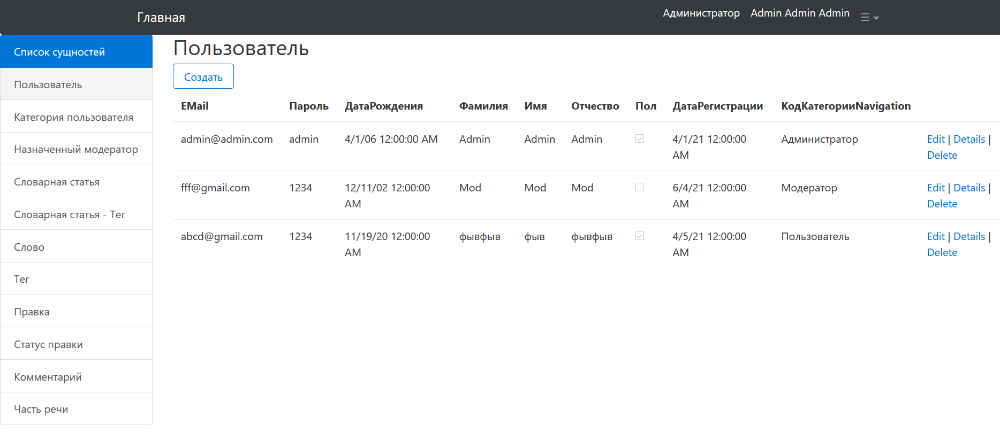 Главная
Администратор Admin Admin Admin
Список сущностей
Пользователь
Категория пользователя
Назначенный модератор
Словарная статья
Словарная статья - Тег
Слово
Тег
Правка
Статус правки
Комментарий
Часть речи
Пользователь
Создать
EMail Пароль ДатаРождения Фамилия Имя Отчество Пол ДатаРегистрации КодКатегорииNavigation
admin@admin.com admin 4/1/06 12:00:00 AM Admin Admin Admin 4/1/21 12:00:00 Администратор Edit | Details |
AM Delete
fff@gmail.com 1234 12/11/02 12:00:00 Mod Mod Mod 6/4/21 12:00:00 Модератор Edit | Details |
AM AM Delete
abcd@gmail.com 1234 11/19/20 12:00:00 фывфыв фыв фывфыв 4/5/21 12:00:00 Пользователь Edit | Details |
AM AM Delete